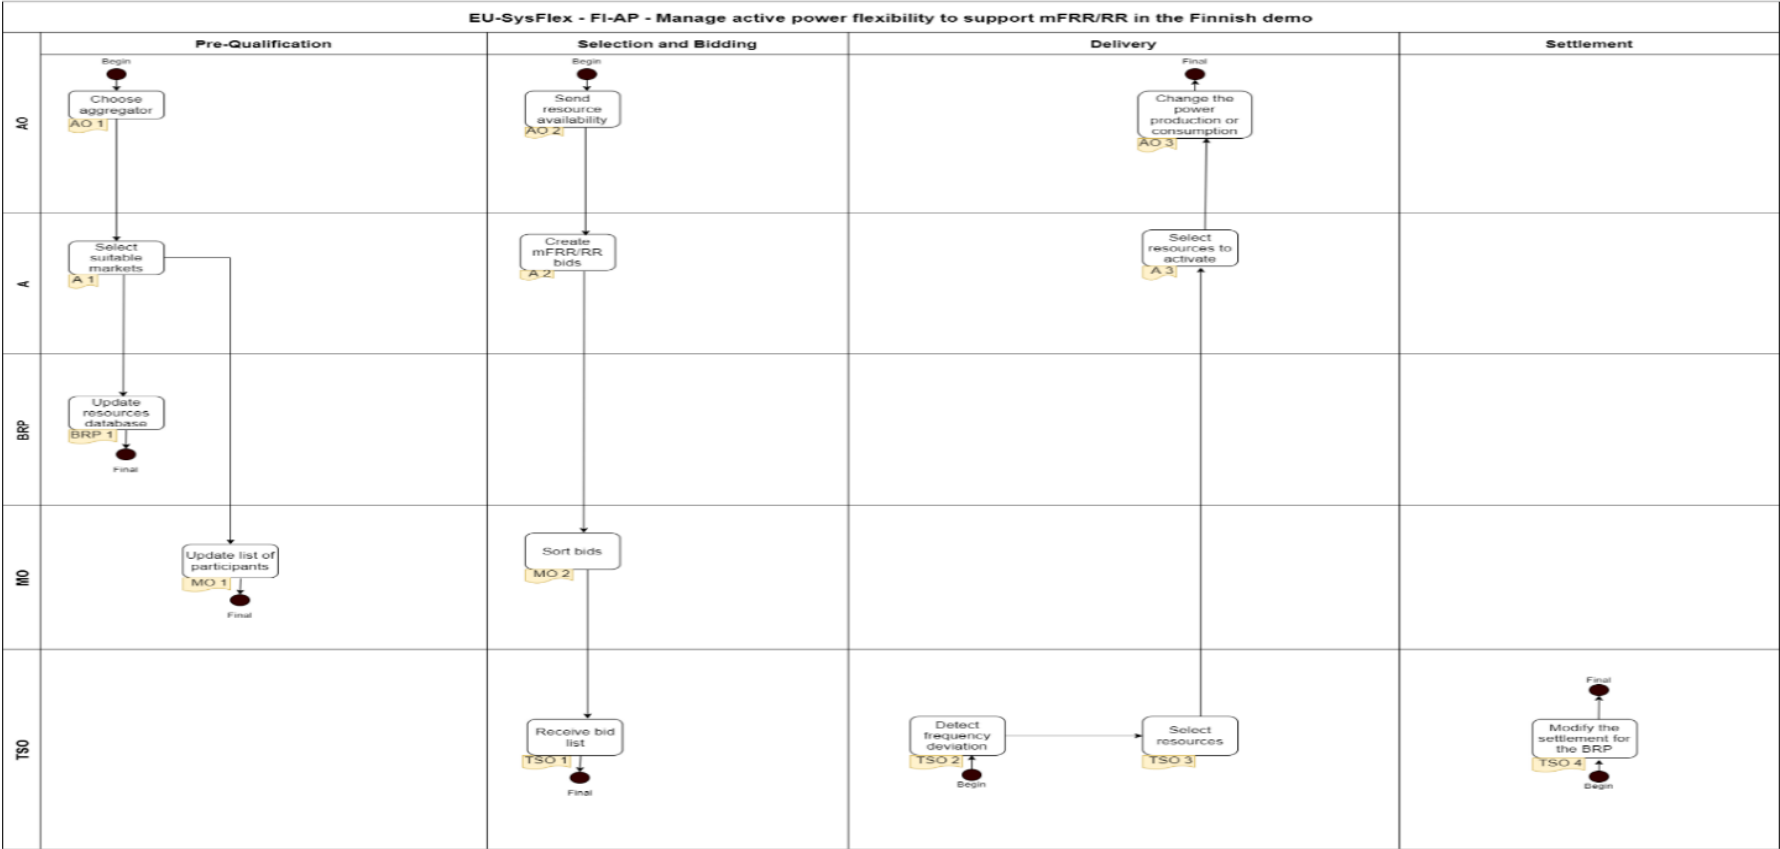 EU-SysFlex - FI-AP - Manage active power flexibility to support mFRR/RR in the Finnish demo
Pre-Qualification
Selection and Bidding
Delivery
Settlement
AO
Begin
Choose
aggregator
AO 1
Begin
Send
resource
availability
AO 2
Final
Change the
power
production or
consumption
AO 3
A
Select
suitable
markets
A 1
Create
mFRR/RR
bids
A 2
Select
resources to
activate
A 3
BRP
Update
resources
database
BRP 1
Final
MO
Update list of
participants
MO 1
Final
Sort bids
MO 2
TSO
Receive bid
list
TSO 1
Final
Detect
frequency
deviation
TSO 2
Begin
Select
resources
TSO 3
Final
Modify the
settlement for
the BRP
TSO 4
Begin